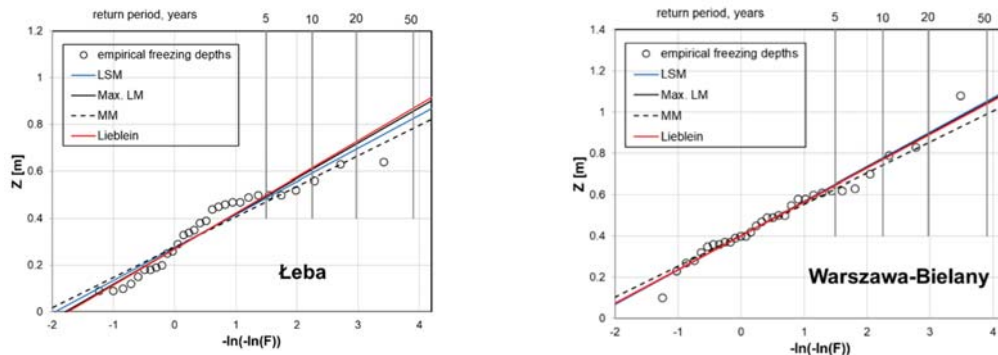 return period, years 5 10 20 50
1.2
1
0.8
0.6
0.4
0.2
0
Z [m]
empirical freezing depths
LSM
Max. LM
MM
Lieblein
Łeba
-2 -1 0 1 2 3 4
-ln(-ln(F))
return period, years 5 10 20 50
1.4
1.2
1
0.8
0.6
0.4
0.2
0
Z [m]
empirical freezing depths
LSM
Max. LM
MM
Lieblein
Warszawa-Bielany
-2 -1 0 1 2 3 4
-ln(-ln(F))